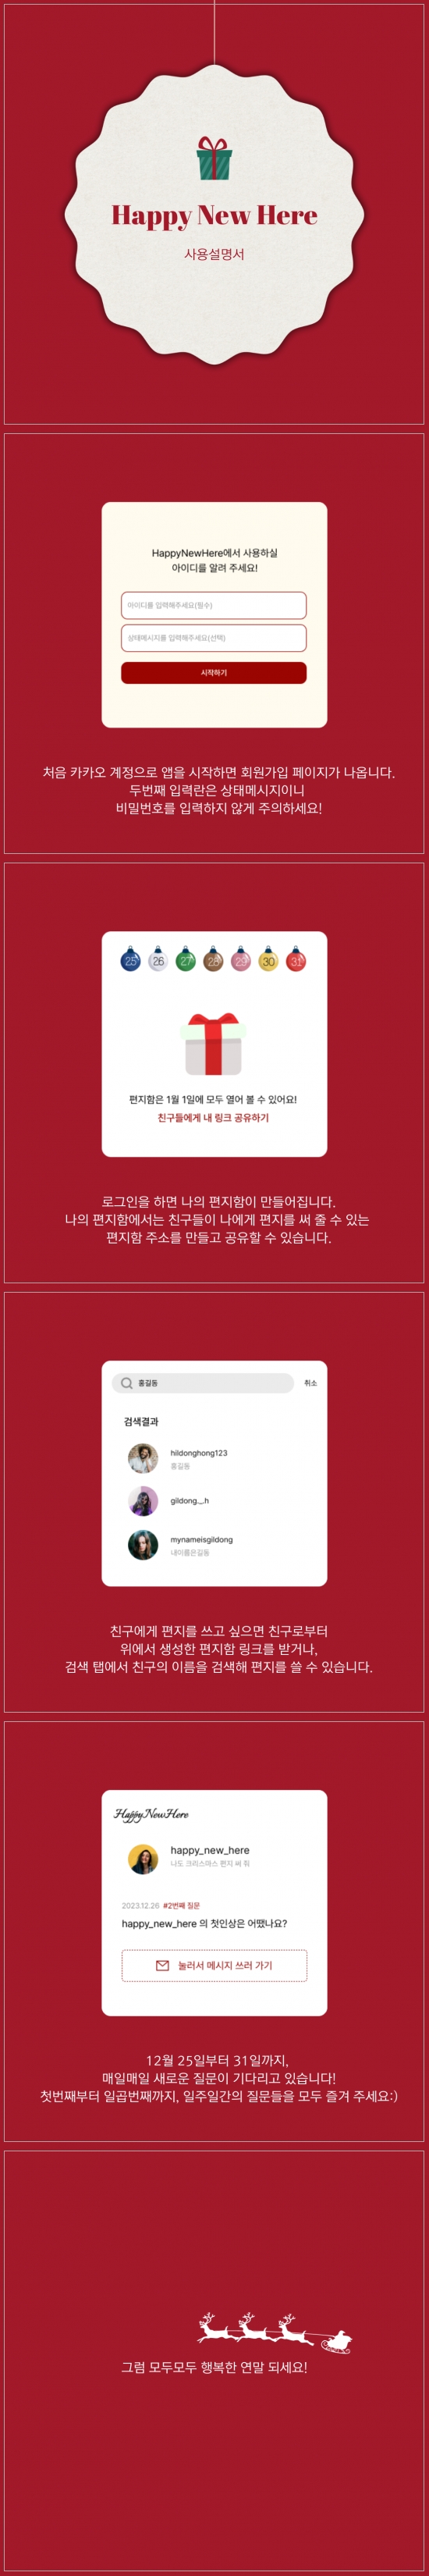 Happy New Here
사용설명서
HappyNewHere에서 사용하실
아이디를 알려 주세요!
아이디를 입력해주세요(필수)
상태메시지를 입력해주세요(선택)
시작하기
처음 카카오 계정으로 앱을 시작하면 회원가입 페이지가 나옵니다.
두번째 입력란은 상태메시지이니
비밀번호를 입력하지 않게 주의하세요!
25 26 27 28 29 30 31
편지함은 1월 1일에 모두 열어 볼 수 있어요!
친구들에게 내 링크 공유하기
로그인을 하면 나의 편지함이 만들어집니다.
나의 편지함에서는 친구들이 나에게 편지를 써 줄 수 있는
편지함 주소를 만들고 공유할 수 있습니다.
홍길동 취소
검색결과
hildonghong123
홍길동
gildong._.h
mynameisgildong
내이름은길동
친구에게 편지를 쓰고 싶으면 친구로부터
위에서 생성한 편지함 링크를 받거나,
검색 탭에서 친구의 이름을 검색해 편지를 쓸 수 있습니다.
HappyNewHere
happy_new_here
나도 크리스마스 편지 써 줘
2023.12.26 #2번째 질문
happy_new_here 의 첫인상은 어땠나요?
눌러서 메시지 쓰러 가기
12월 25일부터 31일까지,
매일매일 새로운 질문이 기다리고 있습니다!
첫번째부터 일곱번째까지, 일주일간의 질문들을 모두 즐겨 주세요:)
그럼 모두모두 행복한 연말 되세요!